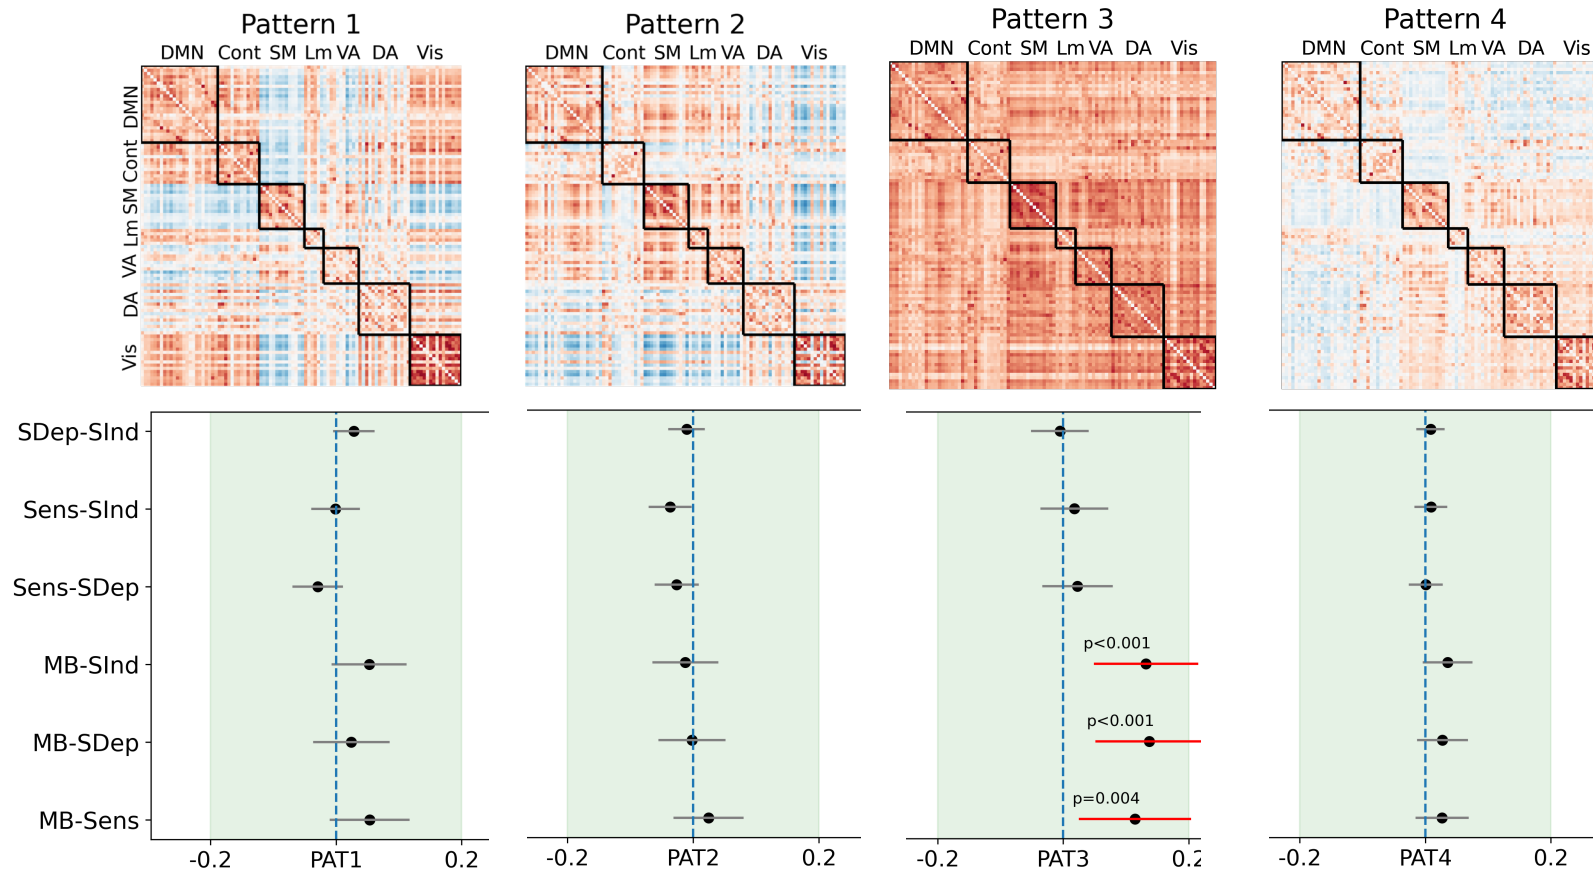 Pattern 1
Pattern 2
Pattern 3
Pattern 4
DMN Cont SM Lm VA DA Vis
DMN Cont SM Lm VA DA Vis
DMN Cont SM Lm VA DA Vis
DMN Cont SM Lm VA DA Vis
DMN
Cont
SM
Lm
VA
DA
Vis
SDep-SInd
Sens-SInd
Sens-SDep
MB-SInd
MB-SDep
MB-Sens
p<0.001
p<0.001
p=0.004
-0.2 PAT1 0.2
-0.2 PAT2 0.2
-0.2 PAT3 0.2
-0.2 PAT4 0.2